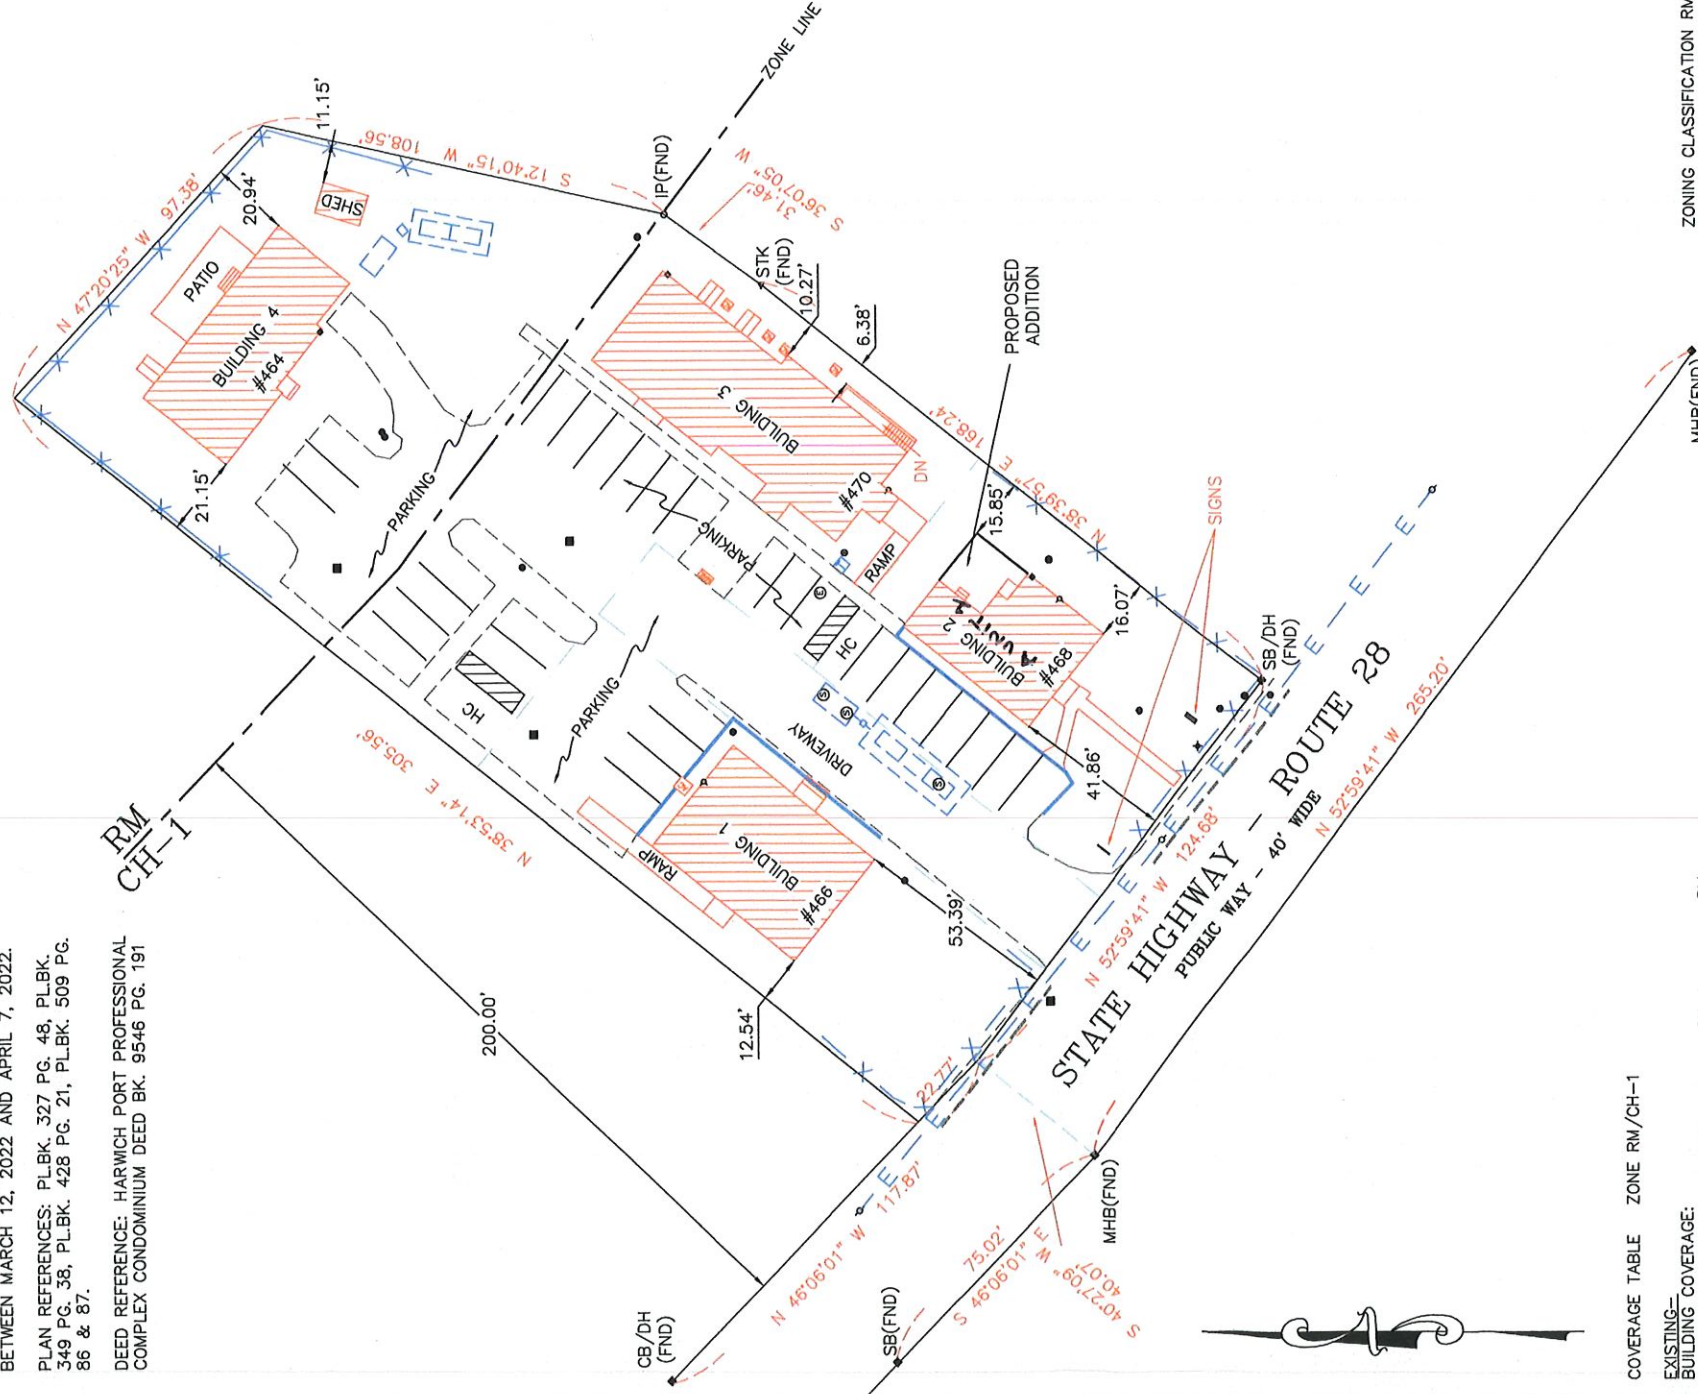 BETWEEN MARCH 12, 2022 AND APRIL 7, 2022.
PLAN REFERENCES: PL.BK. 327 PG. 48, PL.BK.
349 PG. 38, PL.BK. 428 PG. 21, PL.BK. 509 PG.
86 & 87.
DEED REFERENCE: HARWICH PORT PROFESSIONAL
COMPLEX CONDOMINIUM DEED BK. 9546 PG. 191
RM
CH-1
ZONE LINE
N 47°20'25" W 97.38'
11.15'
S 12°40'15" W 108.56'
20.94'
SHED
PATIO
BUILDING 4
#464
21.15'
IP(FND)
S 36°07'05" W
31.46'
STK
(FND)
10.27'
6.38'
PROPOSED
ADDITION
PARKING
BUILDING 3
#470
DN
168.24'
N 38°39'57" E
15.85'
SIGNS
PARKING
RAMP
HC
BUILDING 2
A UNIT 1
#468
16.07'
SB/DH
(FND)
HC
PARKING
DRIVEWAY
S
S
S
41.86'
N 38°53'14" E 305.56'
RAMP
BUILDING 1
#466
53.39'
12.54'
200.00'
22.77'
N 52°59'41" W 124.68'
STATE HIGHWAY - ROUTE 28
PUBLIC WAY - 40' WIDE
N 52°59'41" W 265.20'
E E E E E E E E E E
N 46°06'01" W 117.87'
75.02'
S 46°06'01" E
S 40°27'09" W
40.07'
MHB(FND)
SB(FND)
CB/DH
(FND)
MHB(FND)
ZONING CLASSIFICATION RM
COVERAGE TABLE ZONE RM/CH-1
EXISTING-
BUILDING COVERAGE: